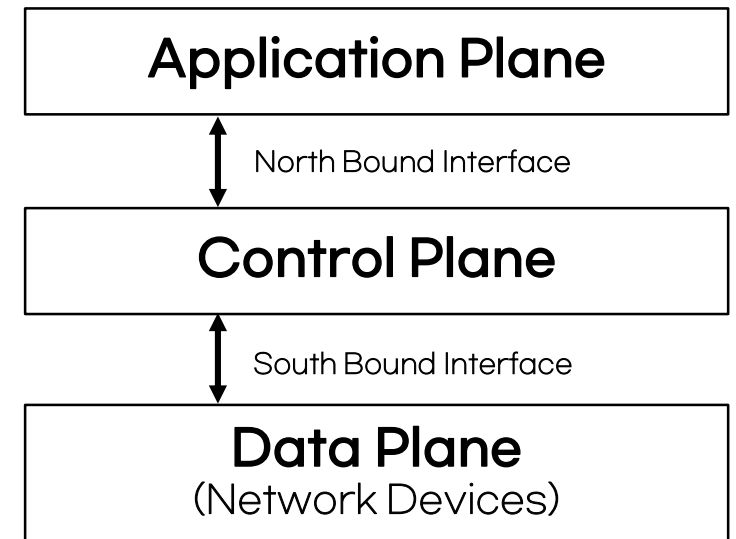 Application Plane
North Bound Interface
Control Plane
South Bound Interface
Data Plane
(Network Devices)